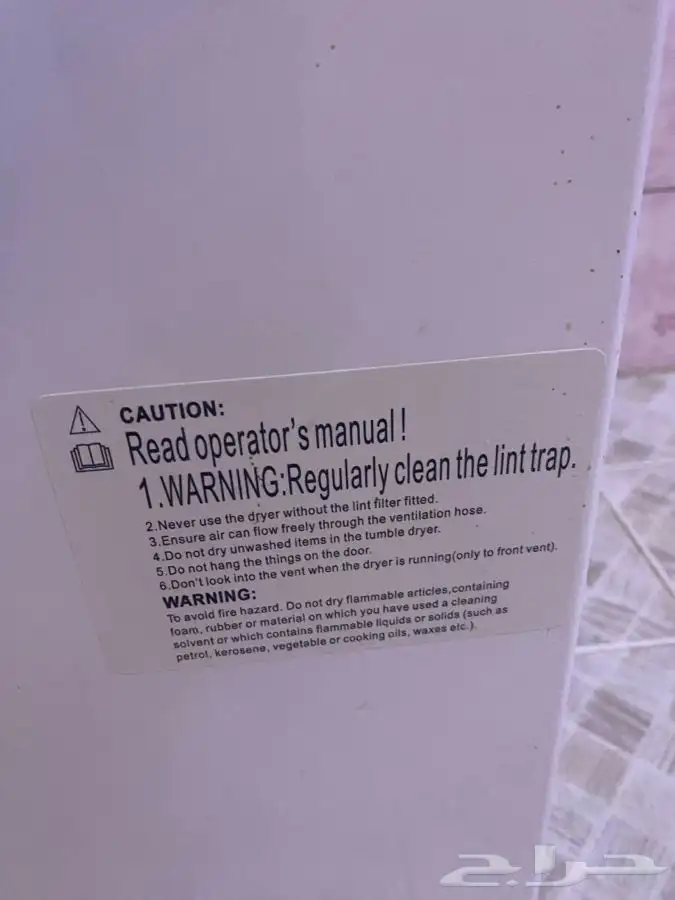 CAUTION:
Read operator's manual!
1.WARNING:Regularly clean the lint trap.
2.Never use the dryer without the lint filter fitted.
3.Ensure air can flow freely through the ventilation hose.
4.Do not dry unwashed items in the tumble dryer.
5.Do not hang the things on the door.
6.Don't look into the vent when the dryer is running(only to front vent).
WARNING:
To avoid fire hazard. Do not dry flammable articles,containing
foam, rubber or material on which you have used a cleaning
solvent or which contains flammable liquids or solids (such as
petrol, kerosene, vegetable or cooking oils, waxes etc.).
حراج